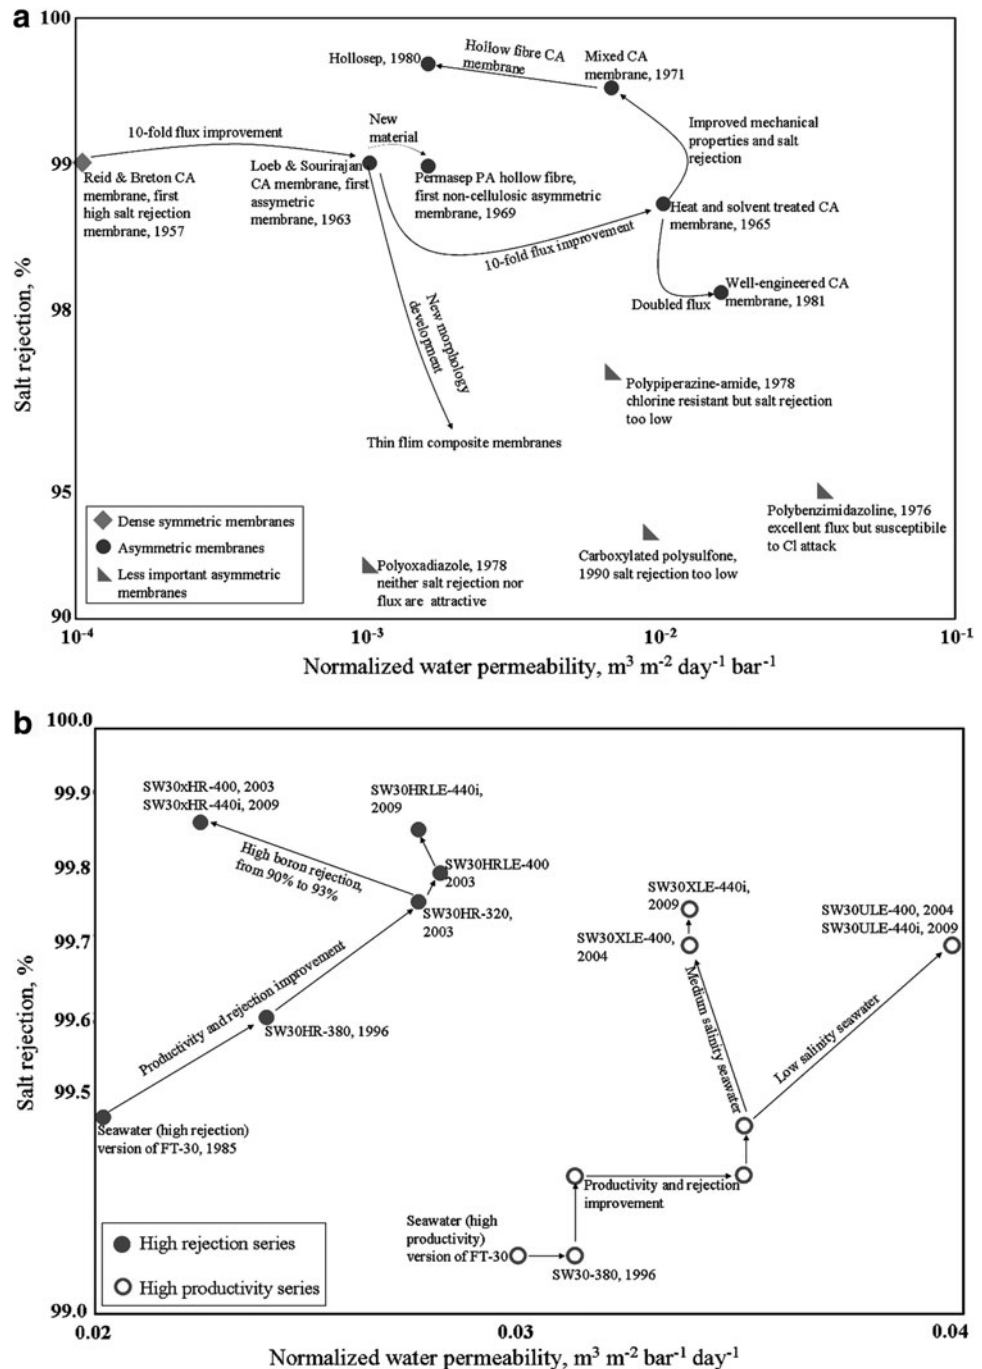 a
100
99
98
95
90
Salt rejection, %
Hollosep, 1980
Hollow fibre CA
membrane
Mixed CA
membrane, 1971
10-fold flux improvement
New
material
Improved mechanical
properties and salt
rejection
Reid & Breton CA
membrane, first
high salt rejection
membrane, 1957
Loeb & Sourirajan
CA membrane, first
assymetric
membrane, 1963
Permasep PA hollow fibre,
first non-cellulosic asymmetric
membrane, 1969
Heat and solvent treated CA
membrane, 1965
10-fold flux improvement
Well-engineered CA
membrane, 1981
Doubled flux
New morphology
development
Polypiperazine-amide, 1978
chlorine resistant but salt rejection
too low
Thin flim composite membranes
Polybenzimidazoline, 1976
excellent flux but susceptibile
to Cl attack
Carboxylated polysulfone,
1990 salt rejection too low
Polyoxadiazole, 1978
neither salt rejection nor
flux are attractive
Dense symmetric membranes
Asymmetric membranes
Less important asymmetric
membranes
10⁻⁴ 10⁻³ 10⁻² 10⁻¹
Normalized water permeability, m³ m⁻² day⁻¹ bar⁻¹
b
100.0
99.9
99.8
99.7
99.6
99.5
99.0
Salt rejection, %
SW30xHR-400, 2003
SW30xHR-440i, 2009
SW30HRLE-440i,
2009
High boron rejection,
from 90% to 93%
SW30HRLE-400
2003
SW30HR-320,
2003
SW30XLE-440i,
2009
SW30XLE-400,
2004
SW30ULE-400, 2004
SW30ULE-440i, 2009
Productivity and rejection improvement
SW30HR-380, 1996
Medium salinity seawater
Low salinity seawater
Seawater (high rejection)
version of FT-30, 1985
Productivity and rejection
improvement
Seawater (high
productivity)
version of FT-30
SW30-380, 1996
High rejection series
High productivity series
0.02 0.03 0.04
Normalized water permeability, m³ m⁻² bar⁻¹ day⁻¹